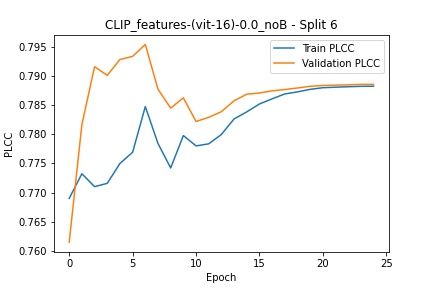 CLIP_features-(vit-16)-0.0_noB - Split 6
Train PLCC
Validation PLCC
PLCC
0.795
0.790
0.785
0.780
0.775
0.770
0.765
0.760
0 5 10 15 20 25
Epoch